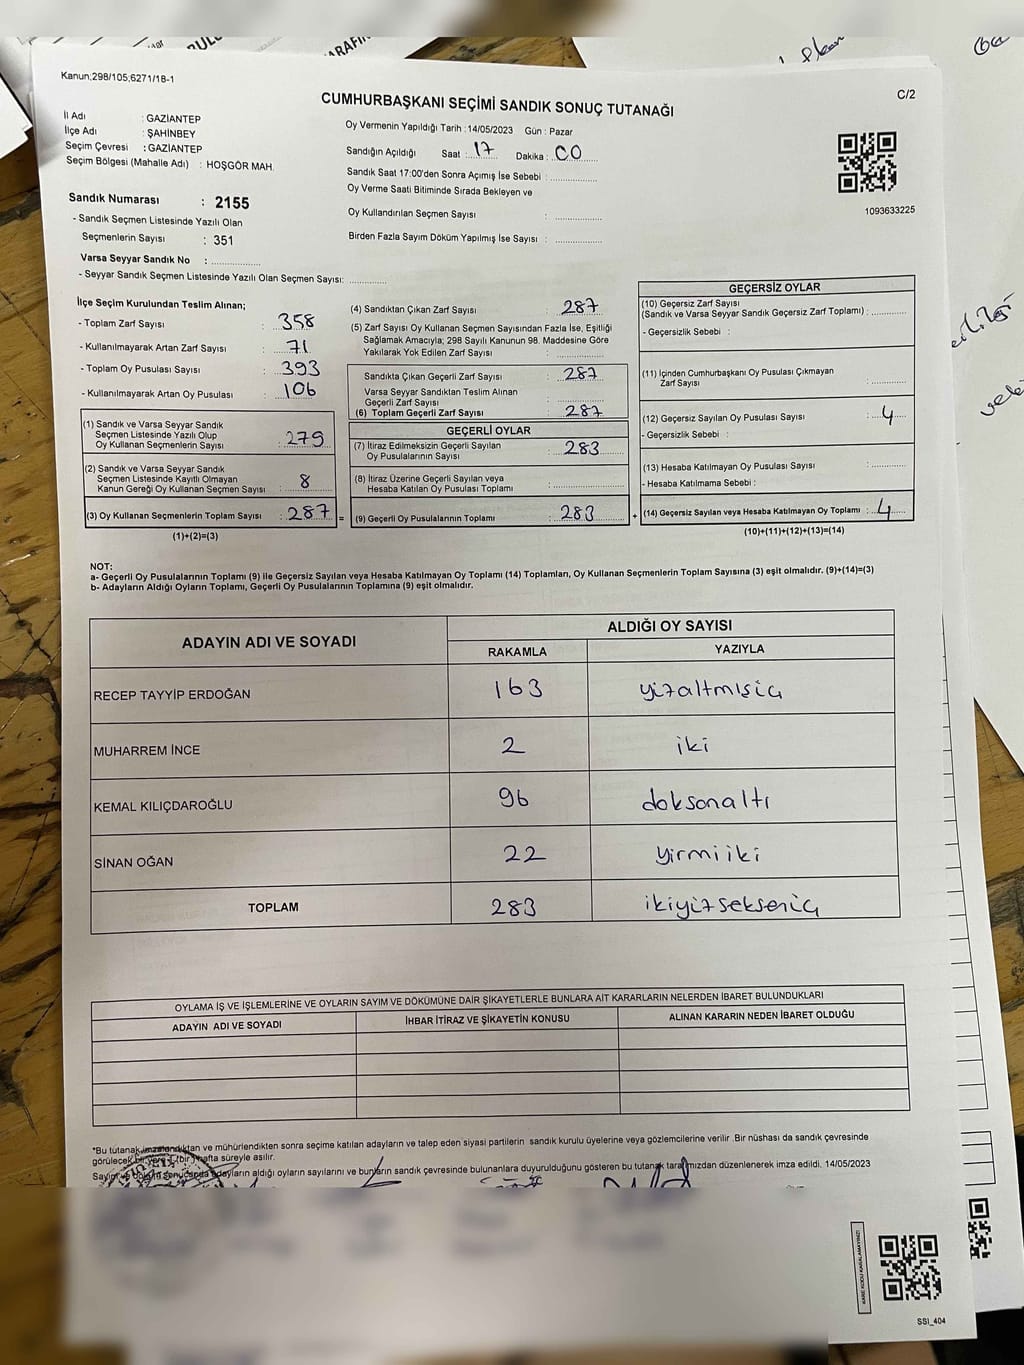 Kanun;298/105;6271/18-1
C/2
CUMHURBAŞKANI SEÇİMİ SANDIK SONUÇ TUTANAĞI
İl Adı : GAZİANTEP
İlçe Adı : ŞAHİNBEY
Seçim Çevresi : GAZİANTEP
Seçim Bölgesi (Mahalle Adı) : HOŞGÖR MAH.
Oy Vermenin Yapıldığı Tarih : 14/05/2023 Gün : Pazar
Sandığın Açıldığı Saat : 17 Dakika : 00
Sandık Saat 17:00'den Sonra Açımış İse Sebebi :
Oy Verme Saati Bitiminde Sırada Bekleyen ve
Oy Kullandırılan Seçmen Sayısı :
Birden Fazla Sayım Döküm Yapılmış İse Sayısı :
1093633225
Sandık Numarası : 2155
- Sandık Seçmen Listesinde Yazılı Olan
Seçmenlerin Sayısı : 351
Varsa Seyyar Sandık No :
- Seyyar Sandık Seçmen Listesinde Yazılı Olan Seçmen Sayısı:
İlçe Seçim Kurulundan Teslim Alınan;
- Toplam Zarf Sayısı : 358
- Kullanılmayarak Artan Zarf Sayısı : 71
- Toplam Oy Pusulası Sayısı : 393
- Kullanılmayarak Artan Oy Pusulası : 106
(1) Sandık ve Varsa Seyyar Sandık
Seçmen Listesinde Yazılı Olup
Oy Kullanan Seçmenlerin Sayısı : 279
(2) Sandık ve Varsa Seyyar Sandık
Seçmen Listesinde Kayıtlı Olmayan
Kanun Gereği Oy Kullanan Seçmen Sayısı : 8
(3) Oy Kullanan Seçmenlerin Toplam Sayısı : 287 =
(1)+(2)=(3)
(4) Sandıktan Çıkan Zarf Sayısı : 287
(5) Zarf Sayısı Oy Kullanan Seçmen Sayısından Fazla İse, Eşitliği
Sağlamak Amacıyla; 298 Sayılı Kanunun 98. Maddesine Göre
Yakılarak Yok Edilen Zarf Sayısı :
Sandıkta Çıkan Geçerli Zarf Sayısı : 287
Varsa Seyyar Sandıktan Teslim Alınan
Geçerli Zarf Sayısı :
(6) Toplam Geçerli Zarf Sayısı : 287
GEÇERLİ OYLAR
(7) İtiraz Edilmeksizin Geçerli Sayılan
Oy Pusulalarının Sayısı : 283
(8) İtiraz Üzerine Geçerli Sayılan veya
Hesaba Katılan Oy Pusulası Toplamı :
(9) Geçerli Oy Pusulalarının Toplamı : 283 +
GEÇERSİZ OYLAR
(10) Geçersiz Zarf Sayısı
(Sandık ve Varsa Seyyar Sandık Geçersiz Zarf Toplamı) :
- Geçersizlik Sebebi :
(11) İçinden Cumhurbaşkanı Oy Pusulası Çıkmayan
Zarf Sayısı :
(12) Geçersiz Sayılan Oy Pusulası Sayısı : 4
- Geçersizlik Sebebi :
(13) Hesaba Katılmayan Oy Pusulası Sayısı :
- Hesaba Katılmama Sebebi :
(14) Geçersiz Sayılan veya Hesaba Katılmayan Oy Toplamı : 4
(10)+(11)+(12)+(13)=(14)
NOT:
a- Geçerli Oy Pusulalarının Toplamı (9) ile Geçersiz Sayılan veya Hesaba Katılmayan Oy Toplamı (14) Toplamları, Oy Kullanan Seçmenlerin Toplam Sayısına (3) eşit olmalıdır. (9)+(14)=(3)
b- Adayların Aldığı Oyların Toplamı, Geçerli Oy Pusulalarının Toplamına (9) eşit olmalıdır.
ADAYIN ADI VE SOYADI ALDIĞI OY SAYISI
RAKAMLA YAZIYLA
RECEP TAYYİP ERDOĞAN 163 yüzaltmışüç
MUHARREM İNCE 2 iki
KEMAL KILIÇDAROĞLU 96 doksanaltı
SİNAN OĞAN 22 yirmiiki
TOPLAM 283 ikiyüzseksenüç
OYLAMA İŞ VE İŞLEMLERİNE VE OYLARIN SAYIM VE DÖKÜMÜNE DAİR ŞİKAYETLERLE BUNLARA AİT KARARLARIN NELERDEN İBARET BULUNDUKLARI
ADAYIN ADI VE SOYADI İHBAR İTİRAZ VE ŞİKAYETİN KONUSU ALINAN KARARIN NEDEN İBARET OLDUĞU
*Bu tutanak imzalandıktan ve mühürlendikten sonra seçime katılan adayların ve talep eden siyasi partilerin sandık kurulu üyelerine veya gözlemcilerine verilir .Bir nüshası da sandık çevresinde
görülecek bir yere 1 (bir) hafta süreyle asılır.
Sayım ve döküm sonucunda adayların aldığı oyların sayılarını ve bunların sandık çevresinde bulunanlara duyurulduğunu gösteren bu tutanak tarafımızdan düzenlenerek imza edildi. 14/05/2023
KARE KODU KARALAMAYINIZ!
SSI_404